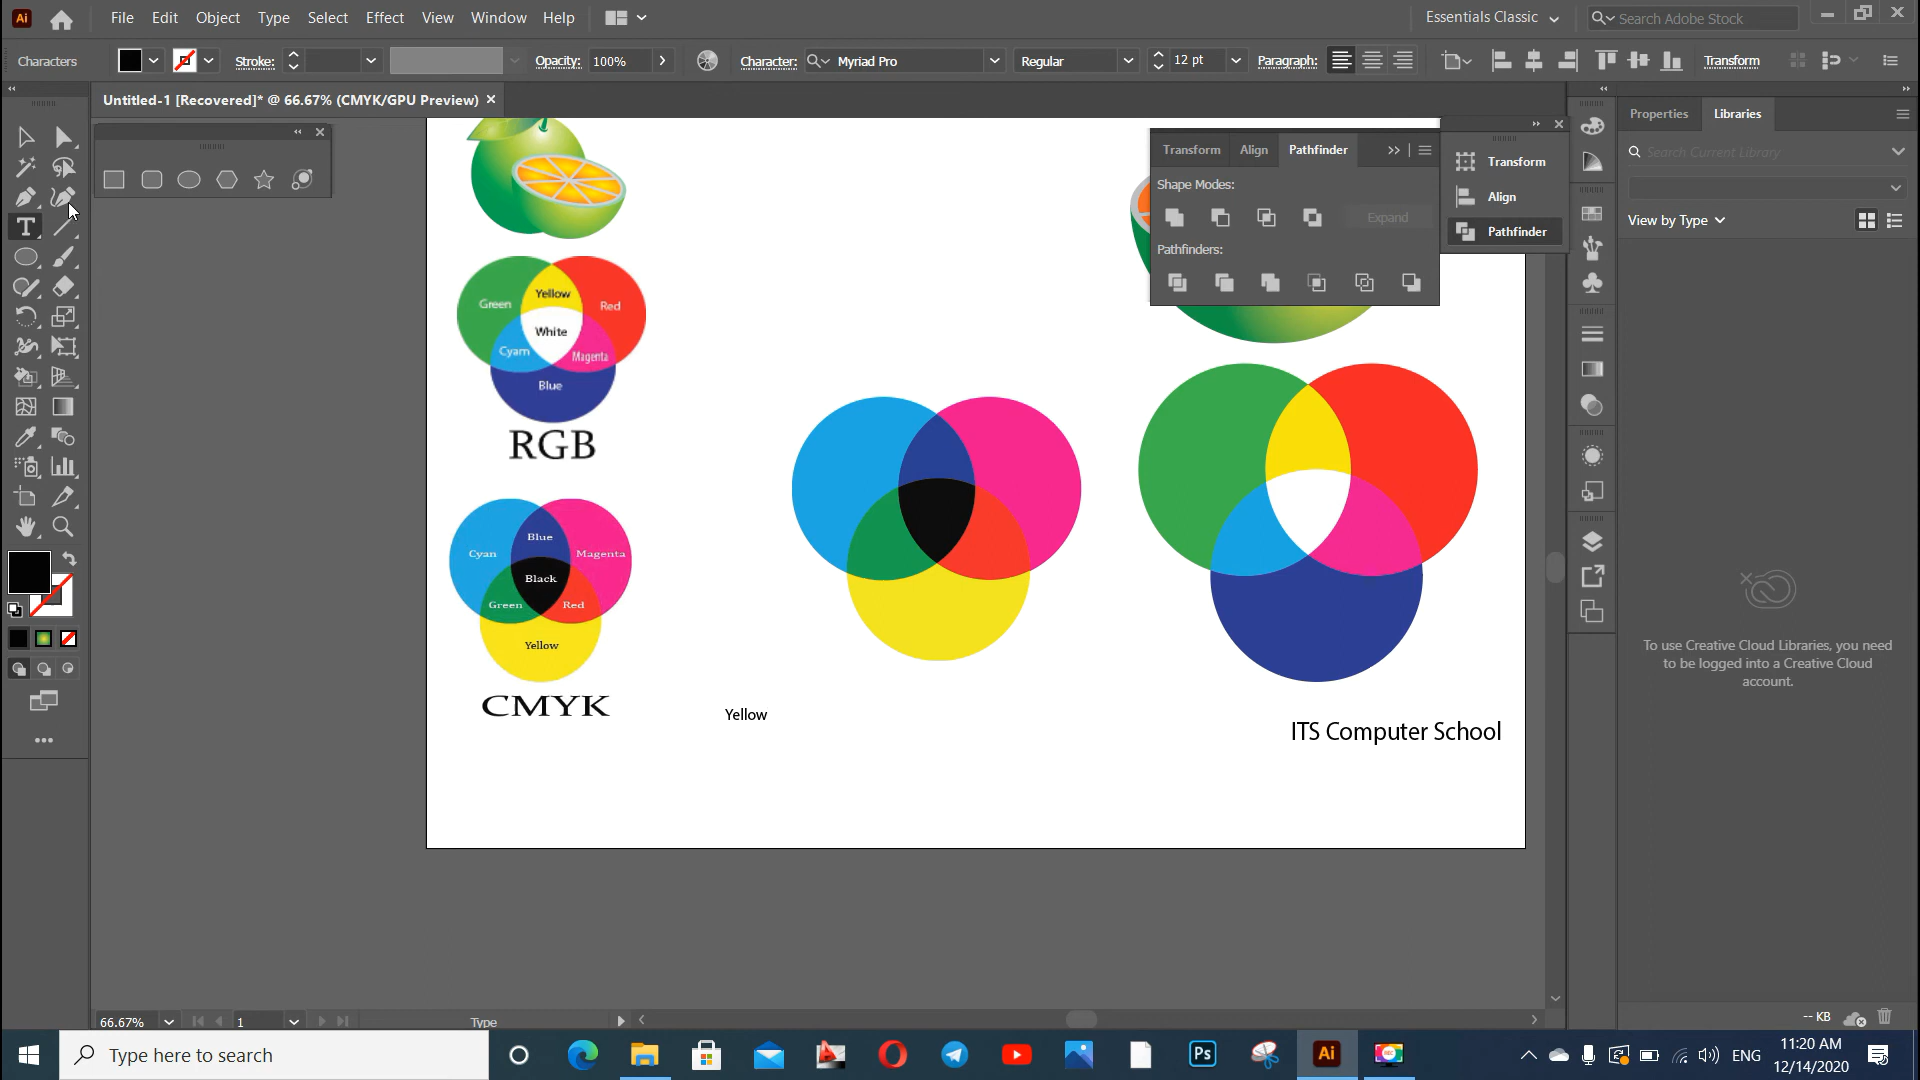 Ai File Edit Object Type Select Effect View Window Help Essentials Classic Search Adobe Stock
Characters Stroke: Opacity: 100% Character: Myriad Pro Regular 12 pt Paragraph: Transform
Untitled-1 [Recovered]* @ 66.67% (CMYK/GPU Preview)
Properties Libraries
Search Current Library
View by Type
Transform Align Pathfinder
Shape Modes:
Expand
Pathfinders:
Transform
Align
Pathfinder
Yellow
Green Red
White
Cyam Magenta
Blue
RGB
Blue
Cyan Magenta
Black
Green Red
Yellow
CMYK
Yellow
ITS Computer School
To use Creative Cloud Libraries, you need
to be logged into a Creative Cloud
account.
-- KB
66.67% 1 Type
Type here to search
Ps Ai
ENG
11:20 AM
12/14/2020